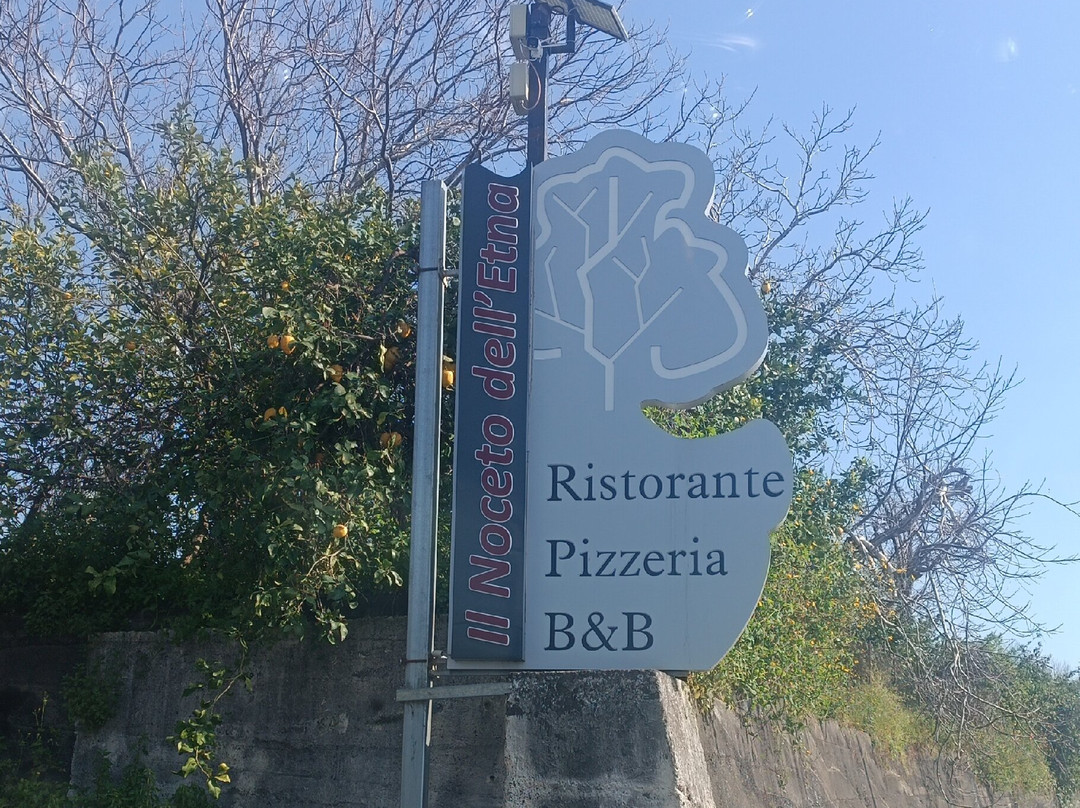 Il Noceto dell'Etna
Ristorante
Pizzeria
B&B